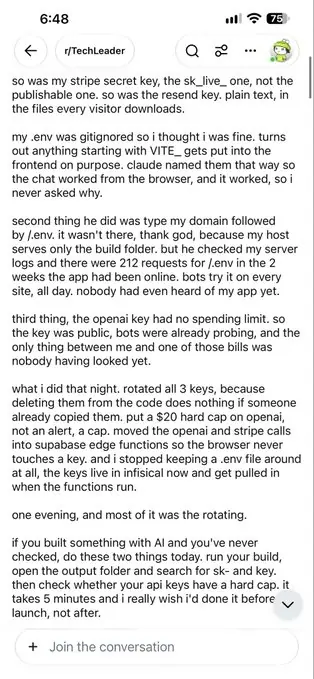 6:48
75
r/TechLeader
so was my stripe secret key, the sk_live_ one, not the
publishable one. so was the resend key. plain text, in
the files every visitor downloads.
my .env was gitignored so i thought i was fine. turns
out anything starting with VITE_ gets put into the
frontend on purpose. claude named them that way so
the chat worked from the browser, and it worked, so i
never asked why.
second thing he did was type my domain followed
by /.env. it wasn't there, thank god, because my host
serves only the build folder. but he checked my server
logs and there were 212 requests for /.env in the 2
weeks the app had been online. bots try it on every
site, all day. nobody had even heard of my app yet.
third thing, the openai key had no spending limit. so
the key was public, bots were already probing, and the
only thing between me and one of those bills was
nobody having looked yet.
what i did that night. rotated all 3 keys, because
deleting them from the code does nothing if someone
already copied them. put a $20 hard cap on openai,
not an alert, a cap. moved the openai and stripe calls
into supabase edge functions so the browser never
touches a key. and i stopped keeping a .env file around
at all, the keys live in infisical now and get pulled in
when the functions run.
one evening, and most of it was the rotating.
if you built something with AI and you've never
checked, do these two things today. run your build,
open the output folder and search for sk- and key.
then check whether your api keys have a hard cap. it
takes 5 minutes and i really wish i'd done it before
launch, not after.
Join the conversation